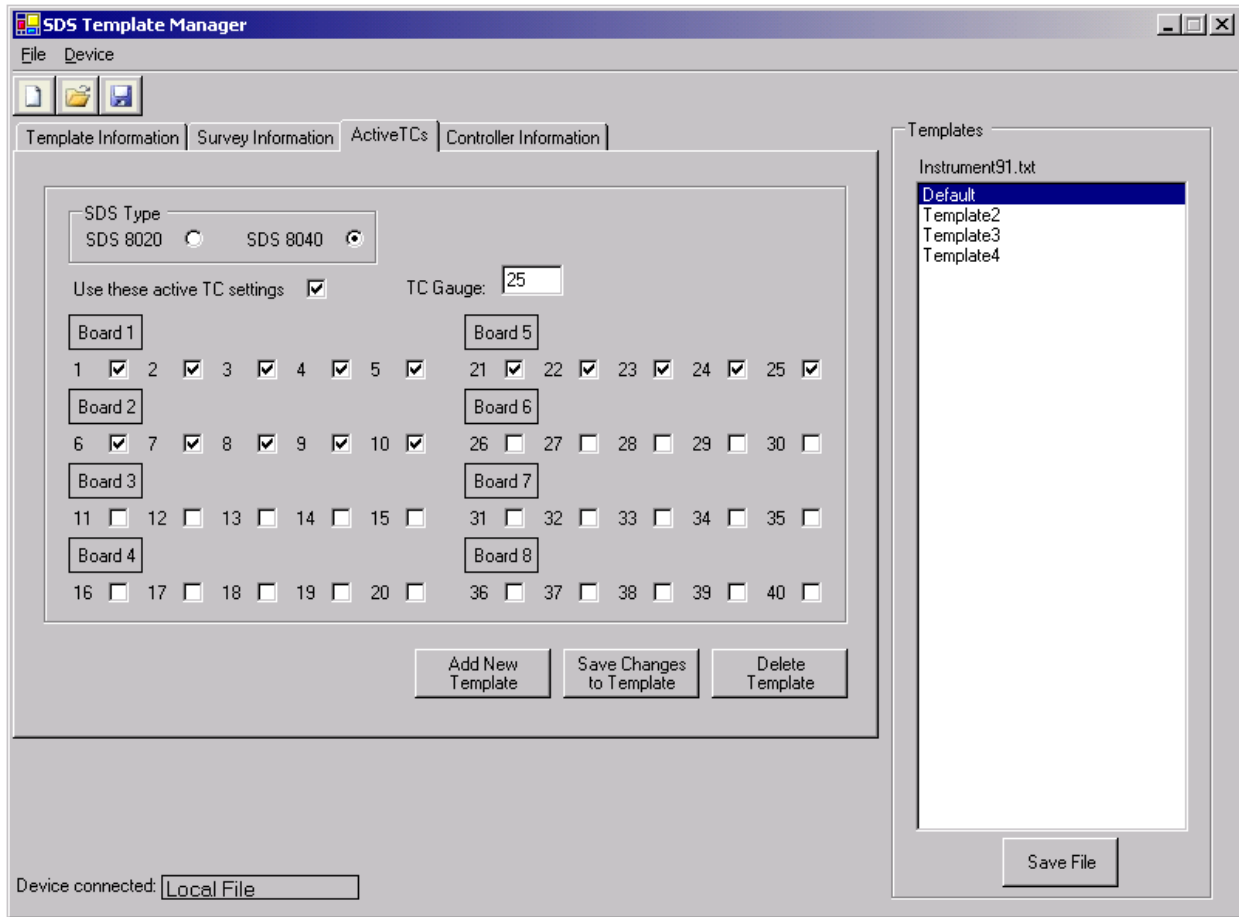 SDS Template Manager
File Device
Template Information Survey Information ActiveTCs Controller Information
SDS Type
SDS 8020 SDS 8040
Use these active TC settings TC Gauge: 25
Board 1 Board 5
1 2 3 4 5 21 22 23 24 25
Board 2 Board 6
6 7 8 9 10 26 27 28 29 30
Board 3 Board 7
11 12 13 14 15 31 32 33 34 35
Board 4 Board 8
16 17 18 19 20 36 37 38 39 40
Add New
Template
Save Changes
to Template
Delete
Template
Templates
Instrument91.txt
Default
Template2
Template3
Template4
Save File
Device connected: Local File